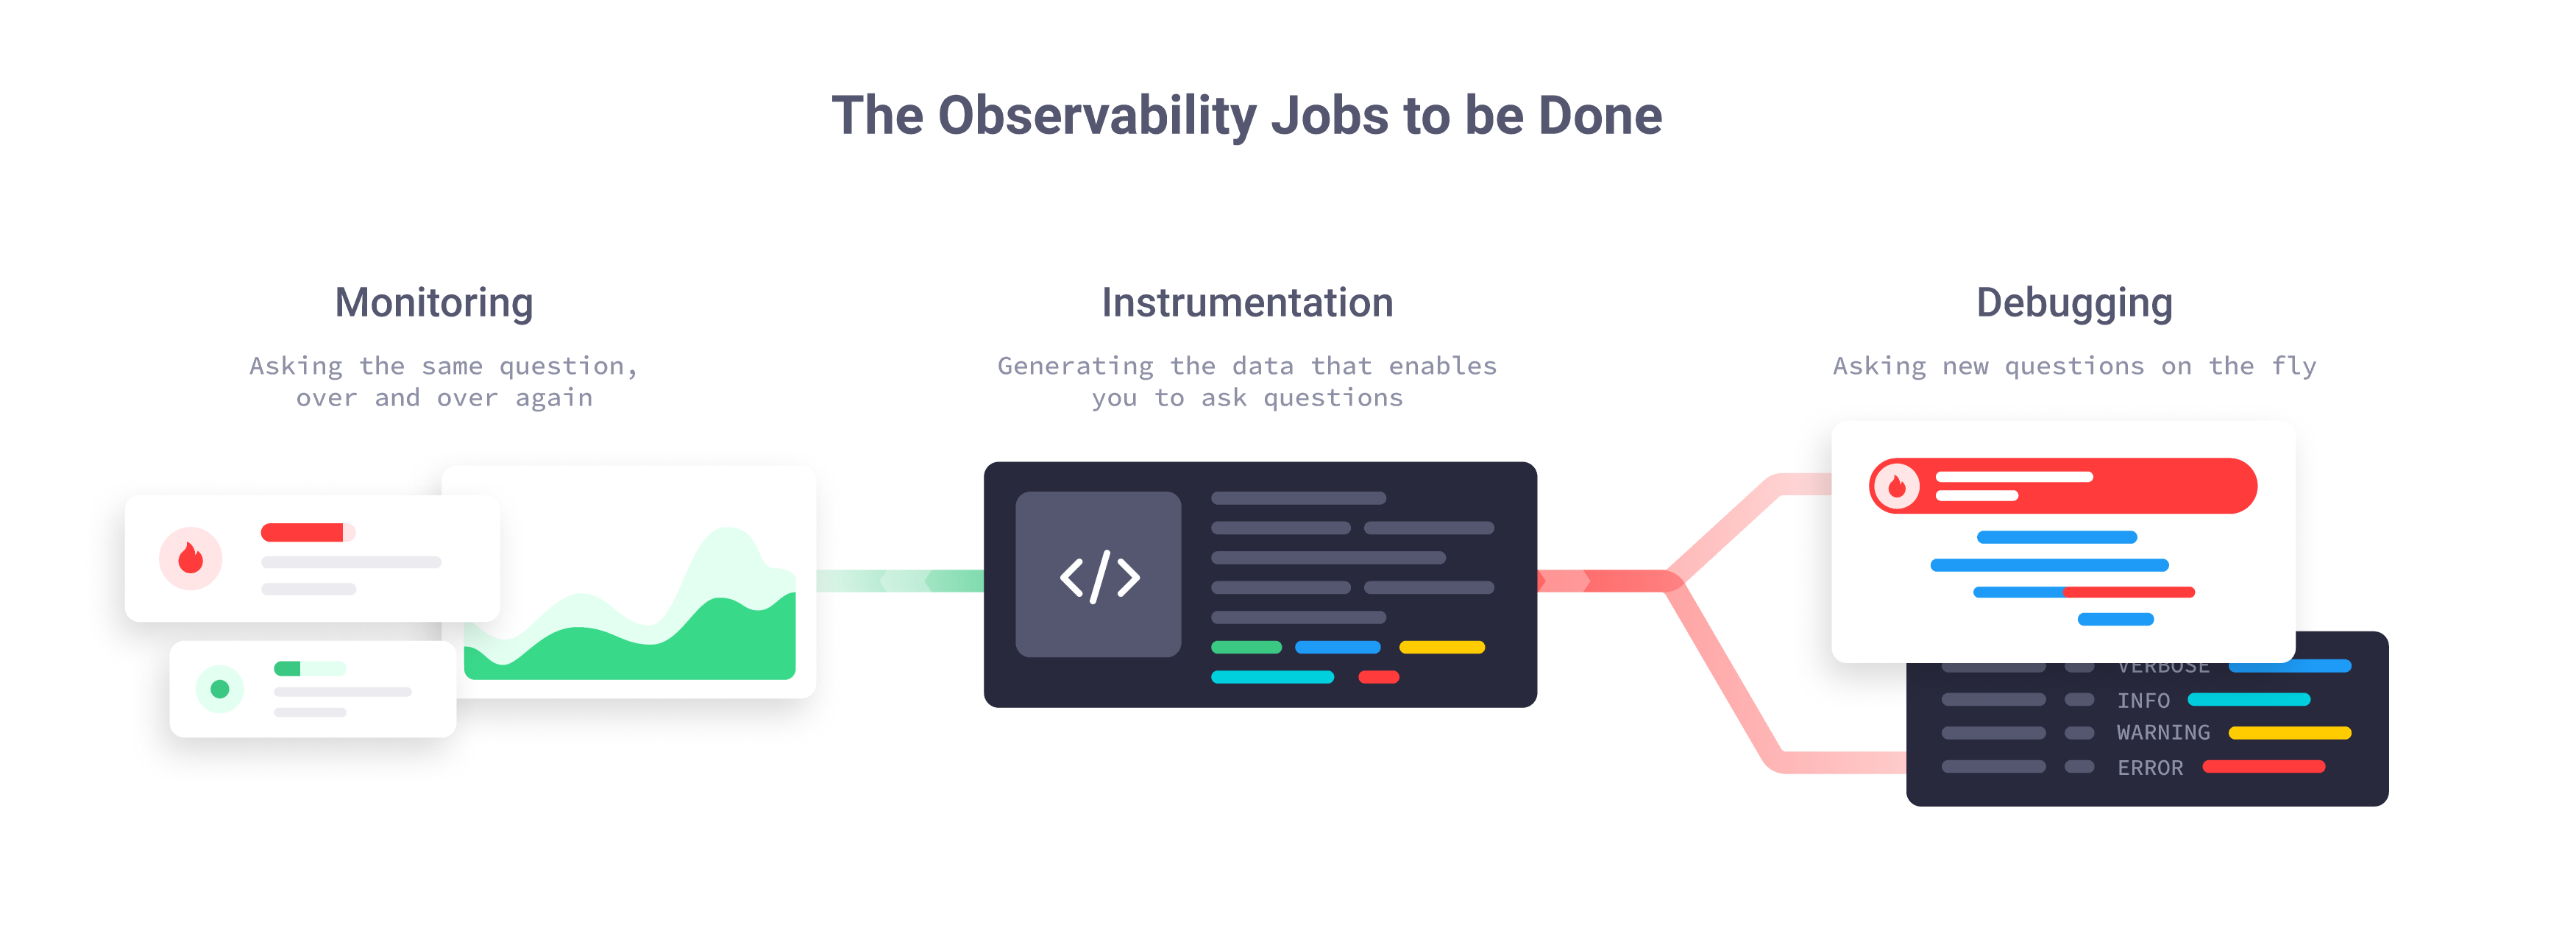 The Observability Jobs to be Done
Monitoring
Asking the same question,
over and over again
Instrumentation
Generating the data that enables
you to ask questions
</>
Debugging
Asking new questions on the fly
VERBOSE
INFO
WARNING
ERROR